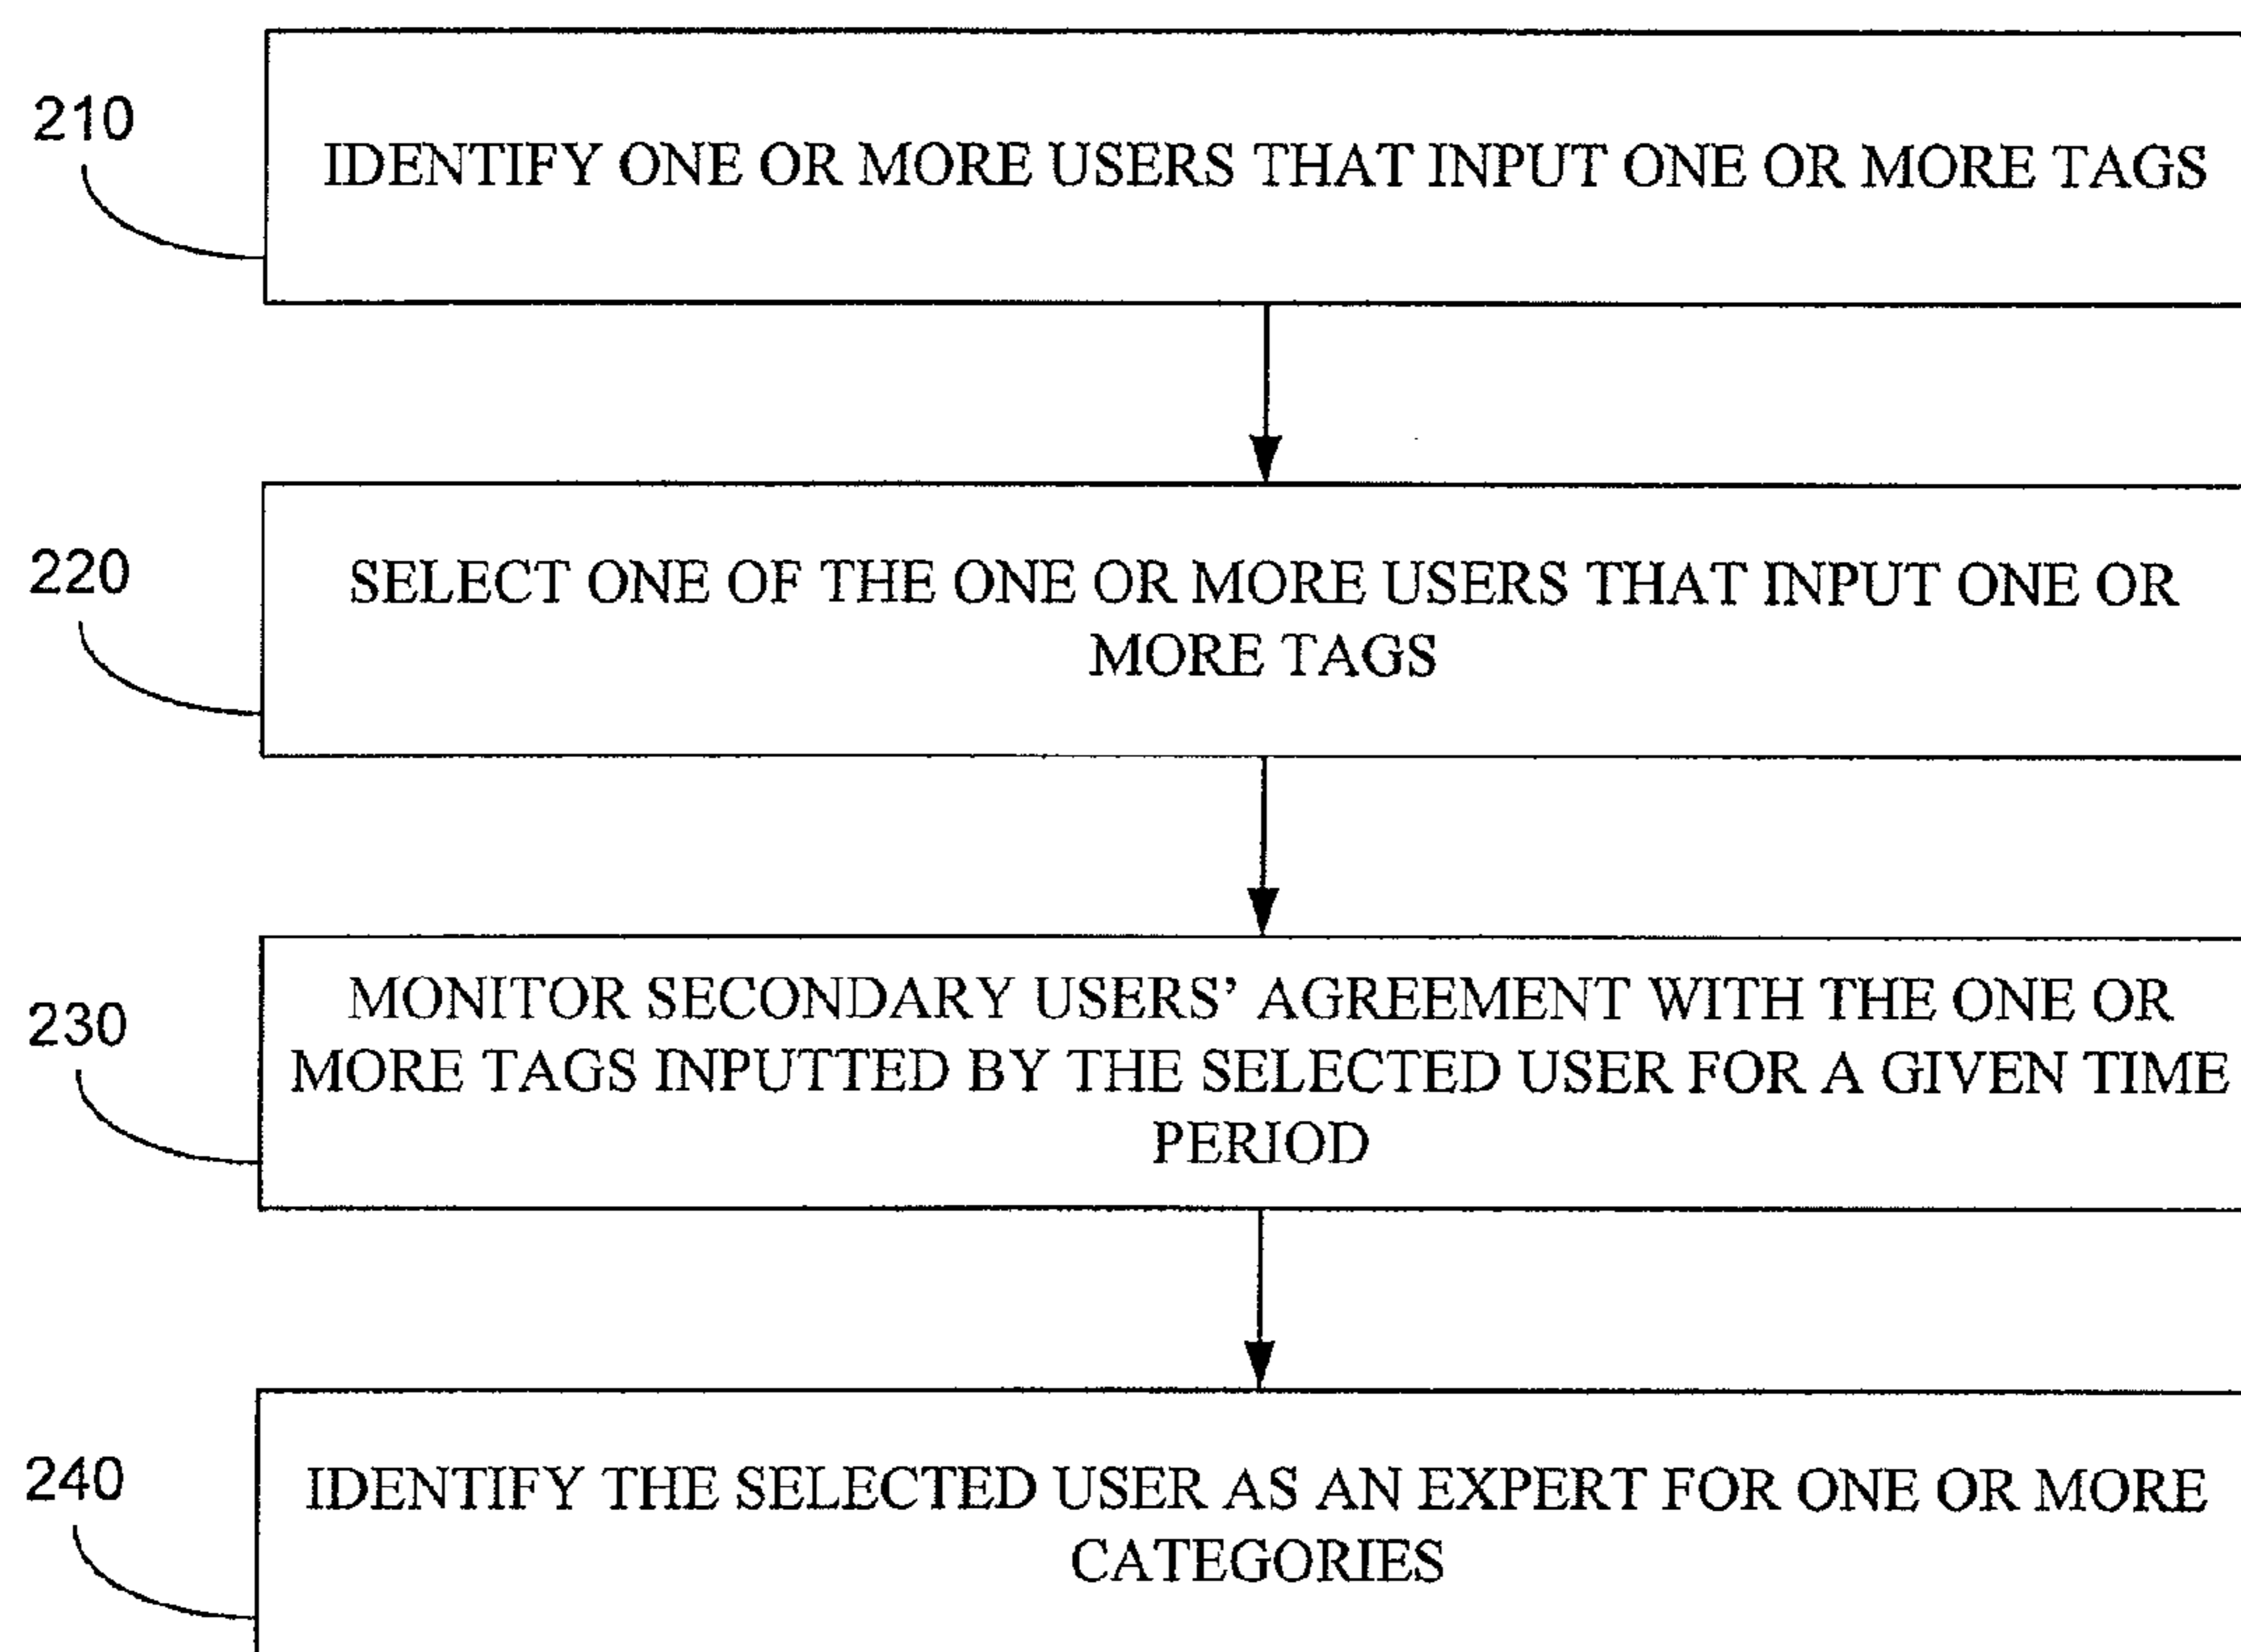 210
IDENTIFY ONE OR MORE USERS THAT INPUT ONE OR MORE TAGS
220
SELECT ONE OF THE ONE OR MORE USERS THAT INPUT ONE OR
MORE TAGS
230
MONITOR SECONDARY USERS’ AGREEMENT WITH THE ONE OR
MORE TAGS INPUTTED BY THE SELECTED USER FOR A GIVEN TIME
PERIOD
240
IDENTIFY THE SELECTED USER AS AN EXPERT FOR ONE OR MORE
CATEGORIES